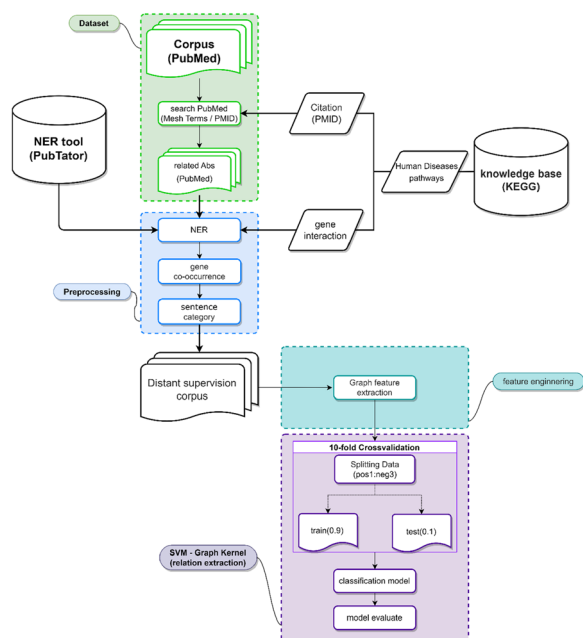 Dataset
Corpus
(PubMed)
search PubMed
(Mesh Terms / PMID)
Citation
(PMID)
NER tool
(PubTator)
related Abs
(PubMed)
Human Diseases
pathways
knowledge base
(KEGG)
NER
gene
interaction
gene
co-occurrence
Preprocessing
sentence
category
Distant supervision
corpus
Graph feature
extraction
feature enginnering
10-fold Crossvalidation
Splitting Data
(pos1:neg3)
train(0.9)
test(0.1)
SVM - Graph Kernel
(relation extraction)
classification model
model evaluate